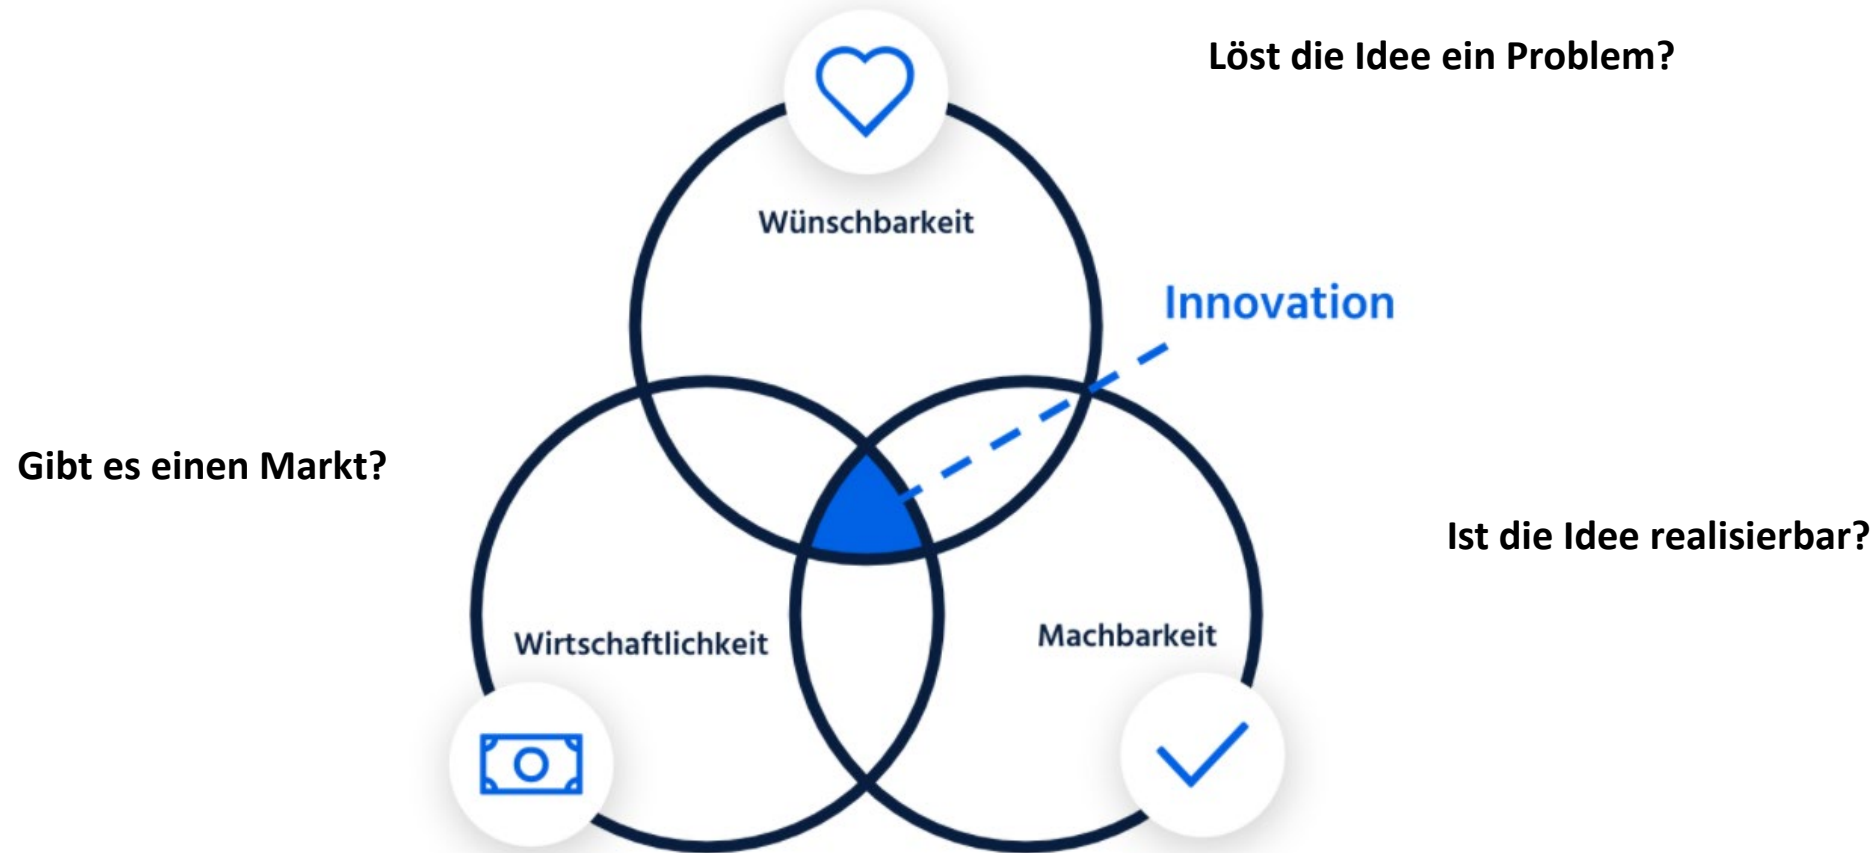 Löst die Idee ein Problem?
Wünschbarkeit
Innovation
Gibt es einen Markt?
Ist die Idee realisierbar?
Wirtschaftlichkeit
Machbarkeit